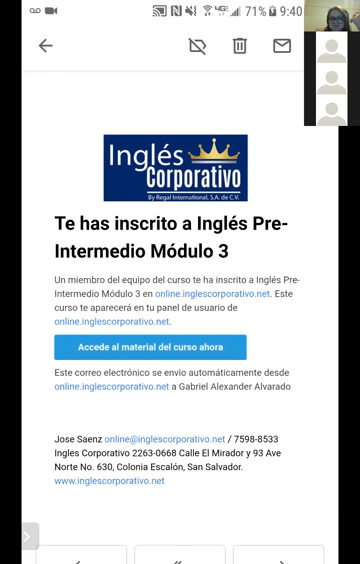 4G 71% 9:40
Inglés
Corporativo
By Regal International, S.A. de C.V.
Te has inscrito a Inglés Pre-
Intermedio Módulo 3
Un miembro del equipo del curso te ha inscrito a Inglés Pre-
Intermedio Módulo 3 en online.inglescorporativo.net. Este
curso te aparecerá en tu panel de usuario de
online.inglescorporativo.net.
Accede al material del curso ahora
Este correo electrónico se envio automáticamente desde
online.inglescorporativo.net a Gabriel Alexander Alvarado
Jose Saenz online@inglescorporativo.net / 7598-8533
Ingles Corporativo 2263-0668 Calle El Mirador y 93 Ave
Norte No. 630, Colonia Escalón, San Salvador.
www.inglescorporativo.net